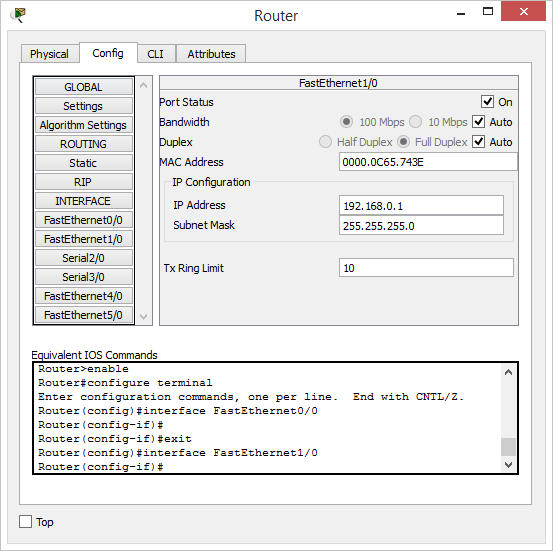 Router
Physical Config CLI Attributes
GLOBAL
Settings
Algorithm Settings
ROUTING
Static
RIP
INTERFACE
FastEthernet0/0
FastEthernet1/0
Serial2/0
Serial3/0
FastEthernet4/0
FastEthernet5/0
FastEthernet1/0
Port Status On
Bandwidth 100 Mbps 10 Mbps Auto
Duplex Half Duplex Full Duplex Auto
MAC Address 0000.0C65.743E
IP Configuration
IP Address 192.168.0.1
Subnet Mask 255.255.255.0
Tx Ring Limit 10
Equivalent IOS Commands
Router>enable
Router#configure terminal
Enter configuration commands, one per line.  End with CNTL/Z.
Router(config)#interface FastEthernet0/0
Router(config-if)#
Router(config-if)#exit
Router(config)#interface FastEthernet1/0
Router(config-if)#
Top